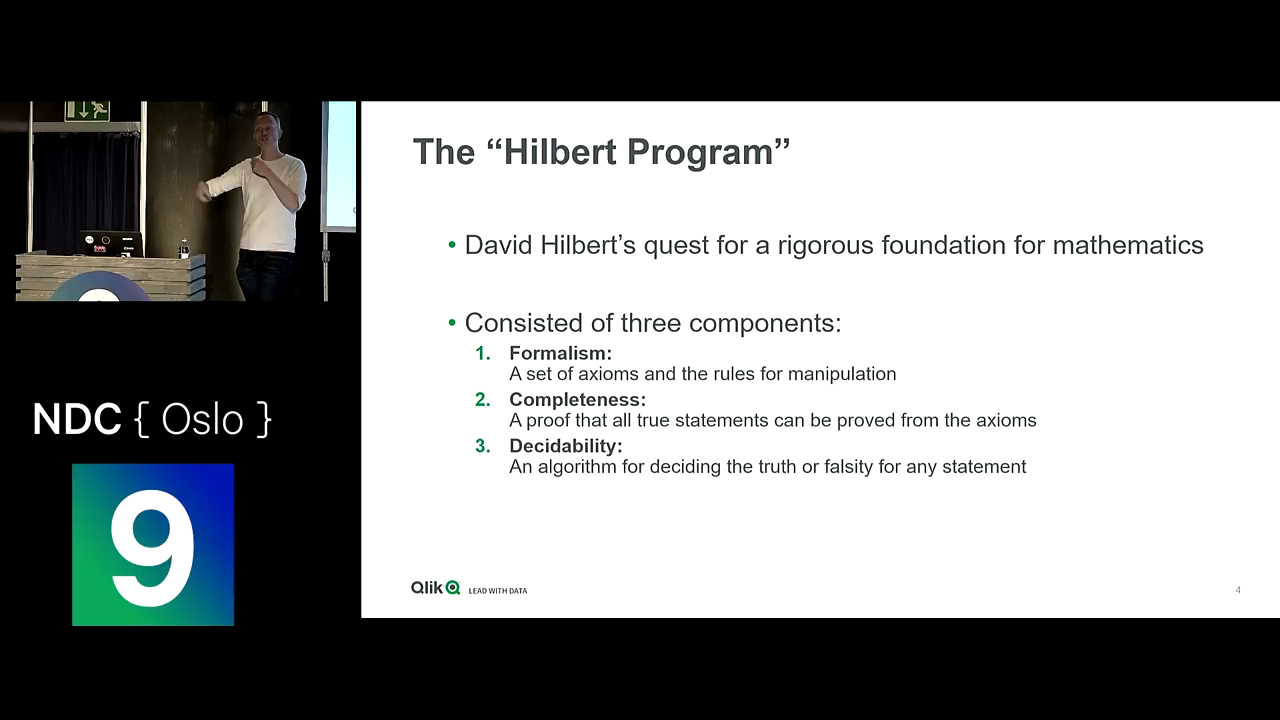 The “Hilbert Program”
• David Hilbert’s quest for a rigorous foundation for mathematics
• Consisted of three components:
1. Formalism:
A set of axioms and the rules for manipulation
2. Completeness:
A proof that all true statements can be proved from the axioms
3. Decidability:
An algorithm for deciding the truth or falsity for any statement
Qlik LEAD WITH DATA
4
NDC { Oslo }
9